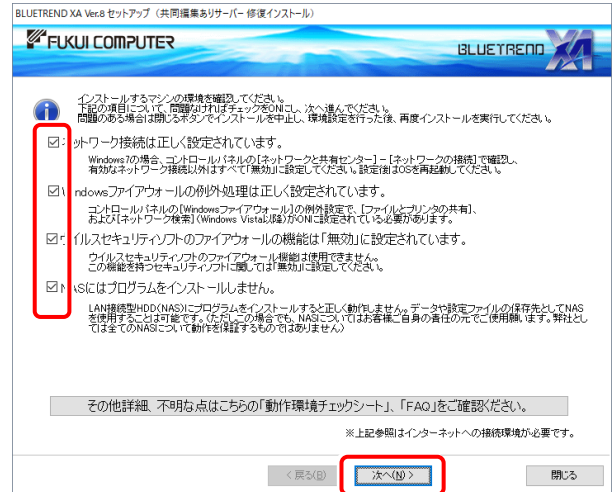 BLUETREND XA Ver.8 セットアップ（共同編集ありサーバー 修復インストール）
FUKUI COMPUTER
BLUETREND XA
インストールするマシンの環境を確認してください。
下記の項目について、問題なければチェックをONにし、次へ進んでください。
問題のある場合は閉じるボタンでインストールを中止し、環境設定を行った後、再度インストールを実行してください。
ネットワーク接続は正しく設定されています。
Windows7の場合、コントロールパネルの[ネットワークと共有センター]－[ネットワークの接続]で確認し、
有効なネットワーク接続以外はすべて「無効」に設定してください。設定後はOSを再起動してください。
Windowsファイアウォールの例外処理は正しく設定されています。
コントロールパネルの[Windowsファイアウォール]の例外設定で、[ファイルとプリンタの共有]、
および[ネットワーク検索](Windows Vista以降)がONに設定されている必要があります。
ウイルスセキュリティソフトのファイアウォールの機能は「無効」に設定されています。
ウイルスセキュリティソフトのファイアウォール機能は使用できません。
この機能を持つセキュリティソフトに関しては「無効」に設定してください。
NASにはプログラムをインストールしません。
LAN接続型HDD(NAS)にプログラムをインストールすると正しく動作しません。データや設定ファイルの保存先としてNAS
を使用することは可能です。(ただしこの場合でも、NASについてはお客様ご自身の責任の元でご使用願います。弊社とし
ては全てのNASについて動作を保証するものではありません)
その他詳細、不明な点はこちらの「動作環境チェックシート」、「FAQ」をご確認ください。
※上記参照はインターネットへの接続環境が必要です。
< 戻る(B) 次へ(N) > 閉じる